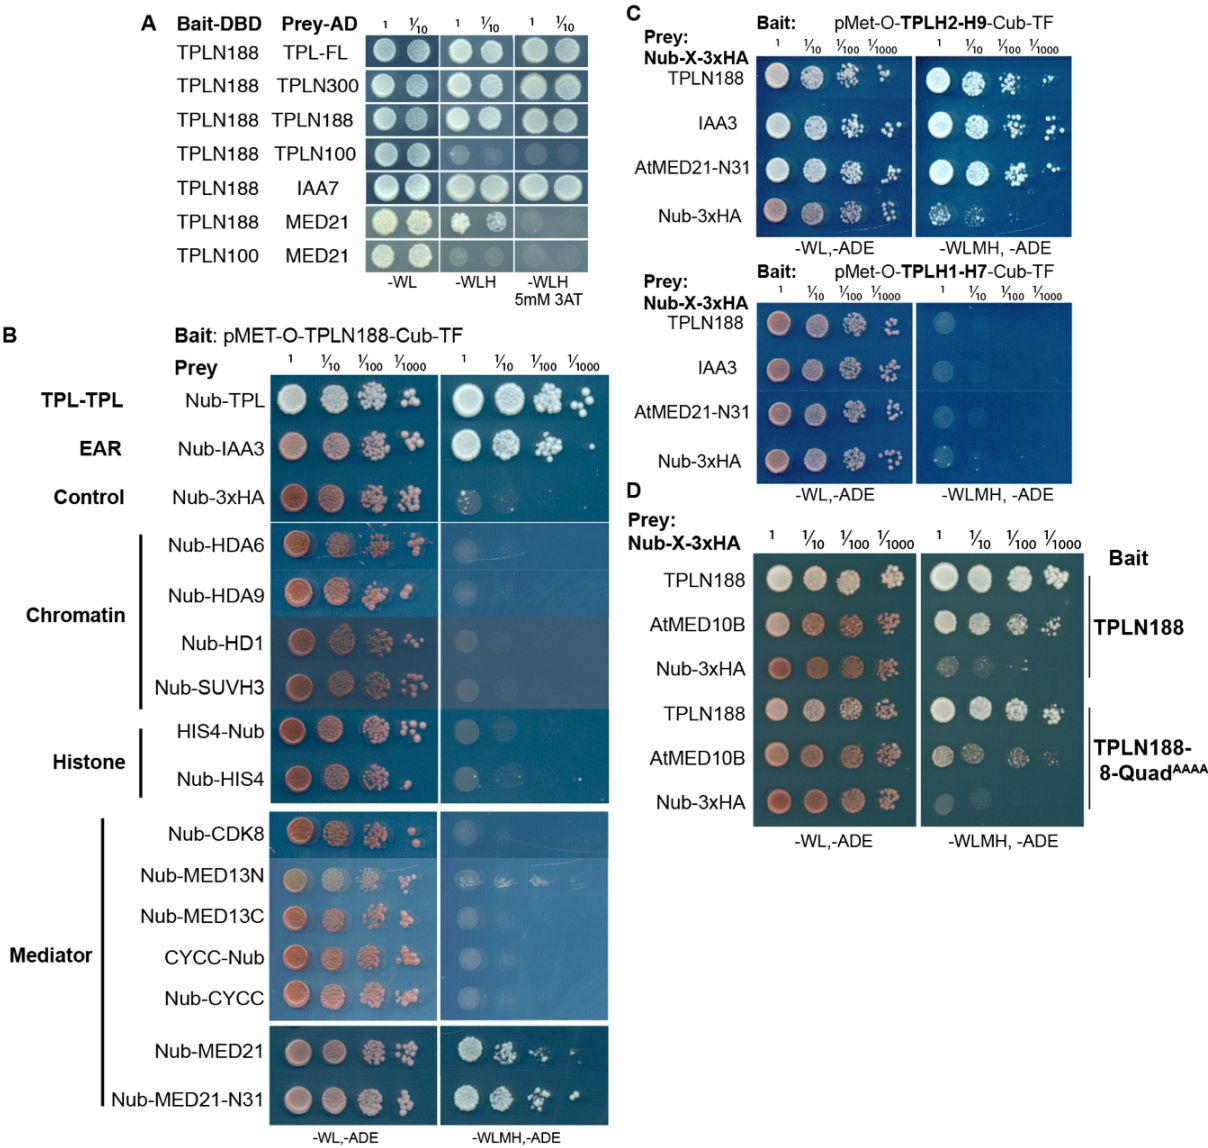 A Bait-DBD Prey-AD 1 1/10 1 1/10 1 1/10
TPLN188 TPL-FL
TPLN188 TPLN300
TPLN188 TPLN188
TPLN188 TPLN100
TPLN188 IAA7
TPLN188 MED21
TPLN100 MED21
-WL -WLH -WLH
5mM 3AT
B Bait: pMET-O-TPLN188-Cub-TF
Prey 1 1/10 1/100 1/1000 1 1/10 1/100 1/1000
TPL-TPL Nub-TPL
EAR Nub-IAA3
Control Nub-3xHA
Chromatin
Nub-HDA6
Nub-HDA9
Nub-HD1
Nub-SUVH3
Histone
HIS4-Nub
Nub-HIS4
Mediator
Nub-CDK8
Nub-MED13N
Nub-MED13C
CYCC-Nub
Nub-CYCC
Nub-MED21
Nub-MED21-N31
-WL,-ADE -WLMH,-ADE
C Bait: pMet-O-TPLH2-H9-Cub-TF
Prey: 1 1/10 1/100 1/1000 1 1/10 1/100 1/1000
Nub-X-3xHA
TPLN188
IAA3
AtMED21-N31
Nub-3xHA
-WL,-ADE -WLMH, -ADE
Bait: pMet-O-TPLH1-H7-Cub-TF
Prey: 1 1/10 1/100 1/1000 1 1/10 1/100 1/1000
Nub-X-3xHA
TPLN188
IAA3
AtMED21-N31
Nub-3xHA
-WL,-ADE -WLMH, -ADE
D
Prey:
Nub-X-3xHA 1 1/10 1/100 1/1000 1 1/10 1/100 1/1000
Bait
TPLN188
AtMED10B
Nub-3xHA
TPLN188
TPLN188
AtMED10B
Nub-3xHA
TPLN188-
8-QuadAAAA
-WL,-ADE -WLMH, -ADE